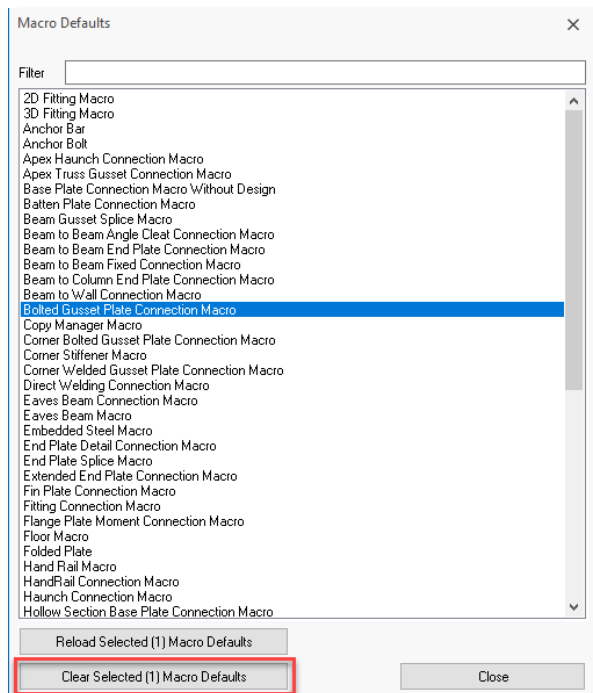 Macro Defaults
Filter
2D Fitting Macro
3D Fitting Macro
Anchor Bar
Anchor Bolt
Apex Haunch Connection Macro
Apex Truss Gusset Connection Macro
Base Plate Connection Macro Without Design
Batten Plate Connection Macro
Beam Gusset Splice Macro
Beam to Beam Angle Cleat Connection Macro
Beam to Beam End Plate Connection Macro
Beam to Beam Fixed Connection Macro
Beam to Column End Plate Connection Macro
Beam to Wall Connection Macro
Bolted Gusset Plate Connection Macro
Copy Manager Macro
Corner Bolted Gusset Plate Connection Macro
Corner Stiffener Macro
Corner Welded Gusset Plate Connection Macro
Direct Welding Connection Macro
Eaves Beam Connection Macro
Eaves Beam Macro
Embedded Steel Macro
End Plate Detail Connection Macro
End Plate Splice Macro
Extended End Plate Connection Macro
Fin Plate Connection Macro
Fitting Connection Macro
Flange Plate Moment Connection Macro
Floor Macro
Folded Plate
Hand Rail Macro
HandRail Connection Macro
Haunch Connection Macro
Hollow Section Base Plate Connection Macro
Reload Selected (1) Macro Defaults
Clear Selected (1) Macro Defaults
Close